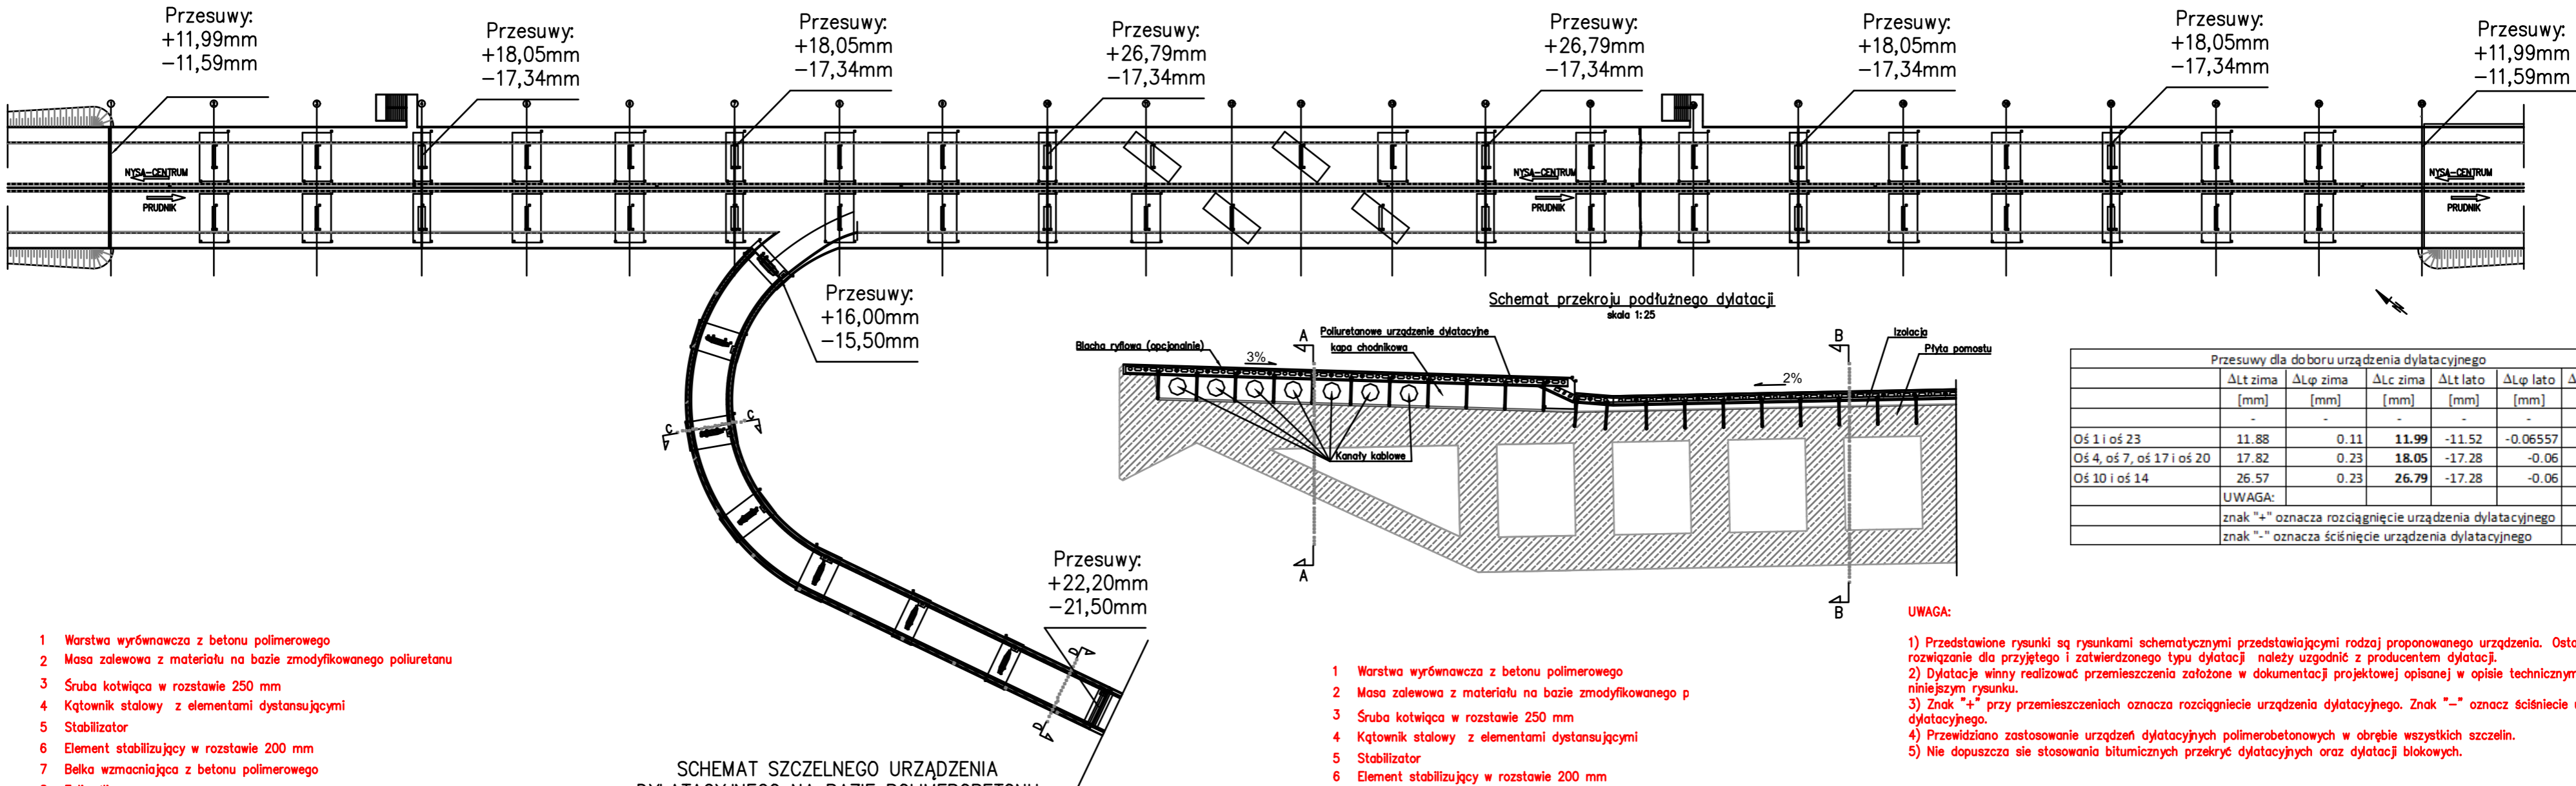 Przesuwy:
+11,99mm
−11,59mm
Przesuwy:
+18,05mm
−17,34mm
Przesuwy:
+18,05mm
−17,34mm
Przesuwy:
+26,79mm
−17,34mm
Przesuwy:
+26,79mm
−17,34mm
Przesuwy:
+18,05mm
−17,34mm
Przesuwy:
+18,05mm
−17,34mm
Przesuwy:
+11,99mm
−11,59mm
NYSA-CENTRUM
PRUDNIK
NYSA-CENTRUM
PRUDNIK
NYSA-CENTRUM
PRUDNIK
Przesuwy:
+16,00mm
−15,50mm
Przesuwy:
+22,20mm
−21,50mm
C
C
D
D
Schemat przekroju podłużnego dylatacji
skala 1:25
Blacha ryflowa (opcjonalnie)
3%
Poliuretanowe urządzenie dylatacyjne
kapa chodnikowa
A
B
Izolacja
Płyta pomostu
2%
Kanały kablowe
A
B
Przesuwy dla doboru urządzenia dylatacyjnego
ΔLt zima ΔLφ zima ΔLc zima ΔLt lato ΔLφ lato
[mm] [mm] [mm] [mm] [mm]
- - - - -
Oś 1 i oś 23 11.88 0.11 11.99 -11.52 -0.06557
Oś 4, oś 7, oś 17 i oś 20 17.82 0.23 18.05 -17.28 -0.06
Oś 10 i oś 14 26.57 0.23 26.79 -17.28 -0.06
UWAGA:
znak "+" oznacza rozciągnięcie urządzenia dylatacyjnego
znak "-" oznacza ściśnięcie urządzenia dylatacyjnego
1 Warstwa wyrównawcza z betonu polimerowego
2 Masa zalewowa z materiału na bazie zmodyfikowanego poliuretanu
3 Śruba kotwiąca w rozstawie 250 mm
4 Kątownik stalowy z elementami dystansującymi
5 Stabilizator
6 Element stabilizujący w rozstawie 200 mm
7 Belka wzmacniająca z betonu polimerowego
SCHEMAT SZCZELNEGO URZĄDZENIA
DYLATACYJNEGO NA BAZIE POLIMEROBETONU
1 Warstwa wyrównawcza z betonu polimerowego
2 Masa zalewowa z materiału na bazie zmodyfikowanego p
3 Śruba kotwiąca w rozstawie 250 mm
4 Kątownik stalowy z elementami dystansującymi
5 Stabilizator
6 Element stabilizujący w rozstawie 200 mm
UWAGA:
1) Przedstawione rysunki są rysunkami schematycznymi przedstawiającymi rodzaj proponowanego urządzenia. Osta
rozwiązanie dla przyjętego i zatwierdzonego typu dylatacji należy uzgodnić z producentem dylatacji.
2) Dylatacje winny realizować przemieszczenia założone w dokumentacji projektowej opisanej w opisie technicznym
niniejszym rysunku.
3) Znak "+" przy przemieszczeniach oznacza rozciągniecie urządzenia dylatacyjnego. Znak "−" oznacz ściśniecie
dylatacyjnego.
4) Przewidziano zastosowanie urządzeń dylatacyjnych polimerobetonowych w obrębie wszystkich szczelin.
5) Nie dopuszcza sie stosowania bitumicznych przekryć dylatacyjnych oraz dylatacji blokowych.